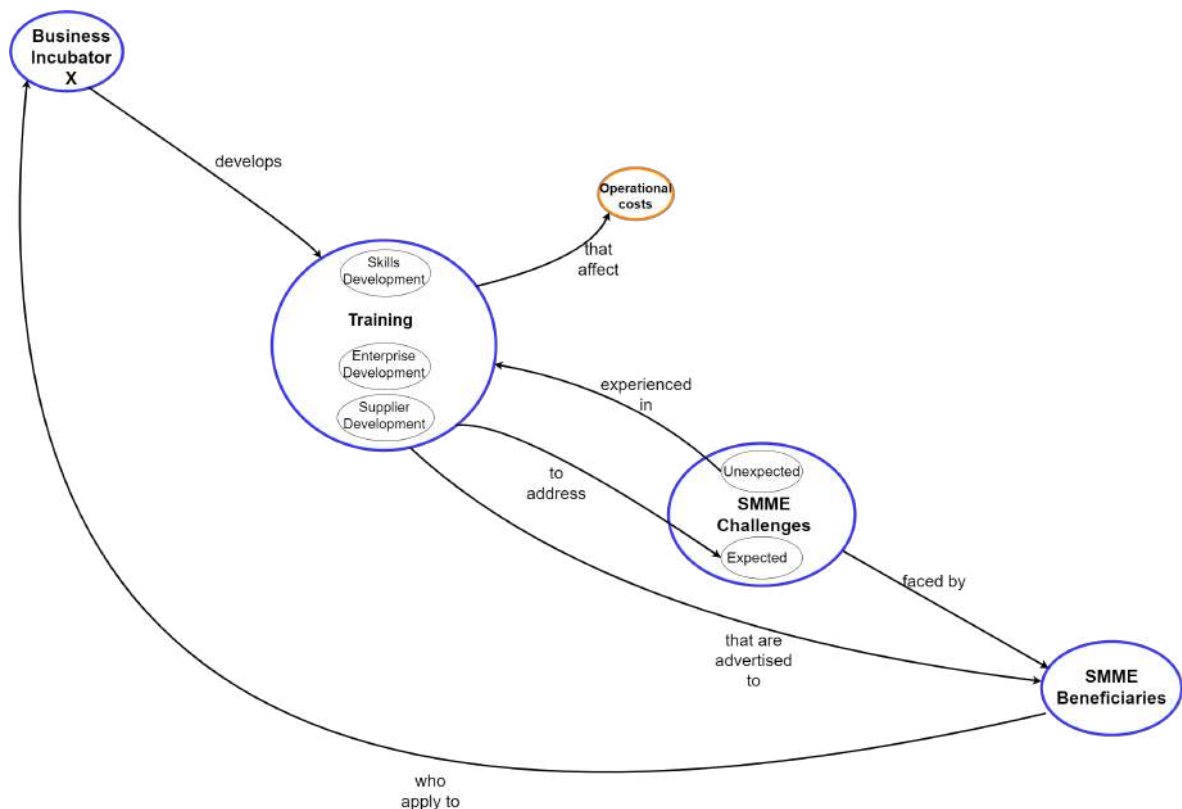 Business
Incubator
X
develops
Operational
costs
that
affect
Skills
Development
Training
Enterprise
Development
Supplier
Development
experienced
in
to
address
Unexpected
SMME
Challenges
Expected
faced by
that are
advertised
to
SMME
Beneficiaries
who
apply to